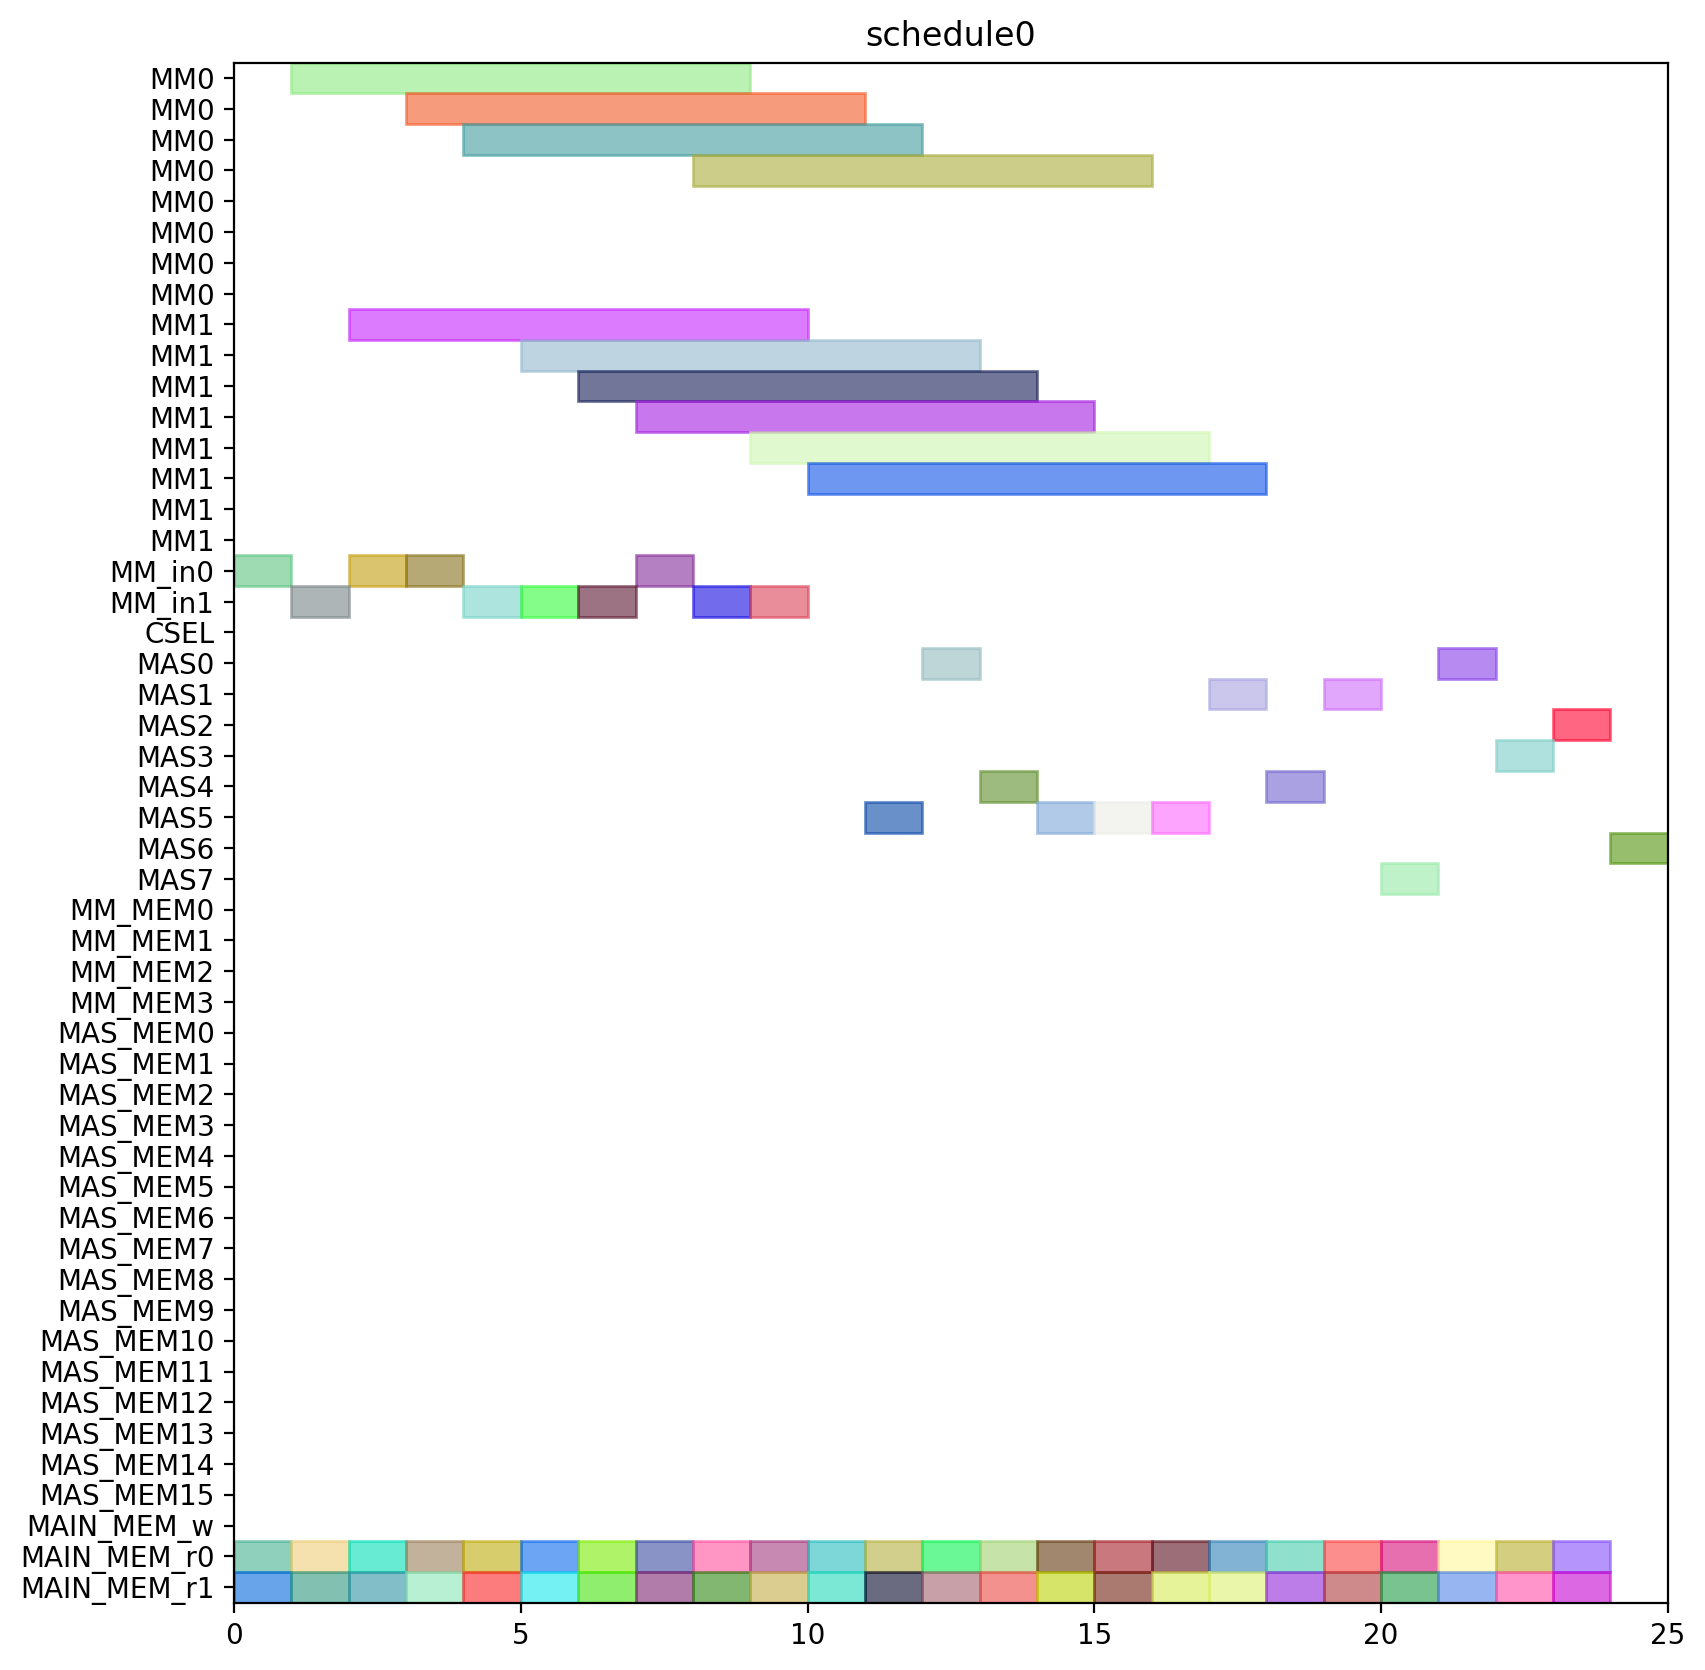 schedule0
MM0
MM0
MM0
MM0
MM0
MM0
MM0
MM0
MM1
MM1
MM1
MM1
MM1
MM1
MM1
MM1
MM_in0
MM_in1
CSEL
MAS0
MAS1
MAS2
MAS3
MAS4
MAS5
MAS6
MAS7
MM_MEM0
MM_MEM1
MM_MEM2
MM_MEM3
MAS_MEM0
MAS_MEM1
MAS_MEM2
MAS_MEM3
MAS_MEM4
MAS_MEM5
MAS_MEM6
MAS_MEM7
MAS_MEM8
MAS_MEM9
MAS_MEM10
MAS_MEM11
MAS_MEM12
MAS_MEM13
MAS_MEM14
MAS_MEM15
MAIN_MEM_w
MAIN_MEM_r0
MAIN_MEM_r1
0 5 10 15 20 25